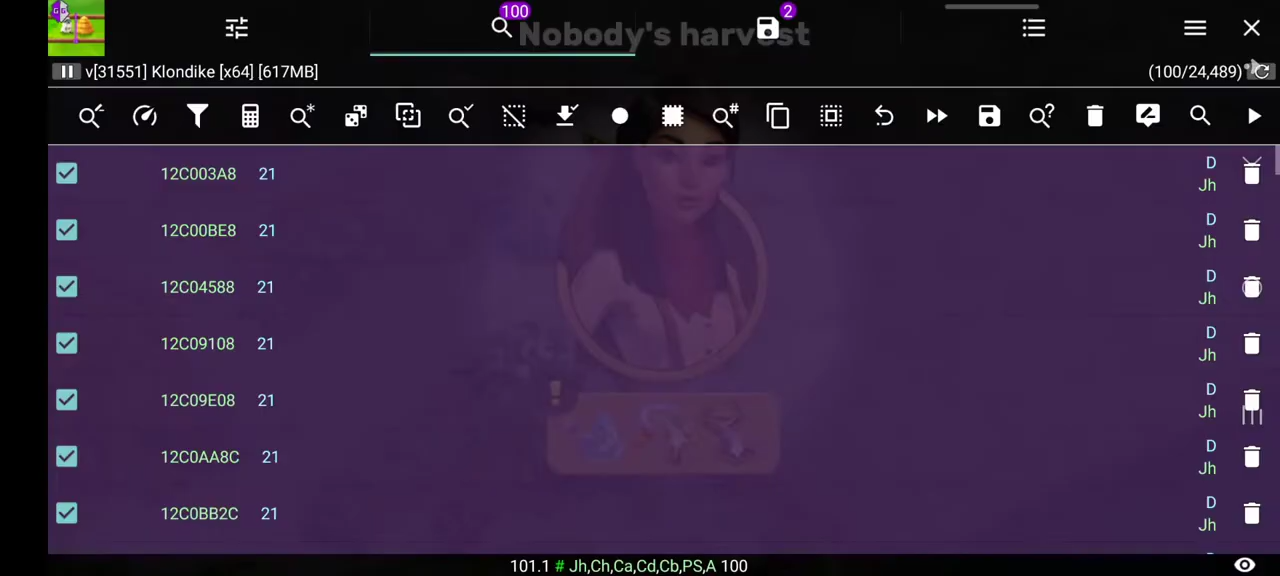 100
2
Nobody's harvest
v[31551] Klondike [x64] [617MB]
(100/24,489)
12C003A8 21
D
Jh
12C00BE8 21
D
Jh
12C04588 21
D
Jh
12C09108 21
D
Jh
12C09E08 21
D
Jh
12C0AA8C 21
D
Jh
12C0BB2C 21
D
Jh
101.1 # Jh,Ch,Ca,Cd,Cb,PS,A 100